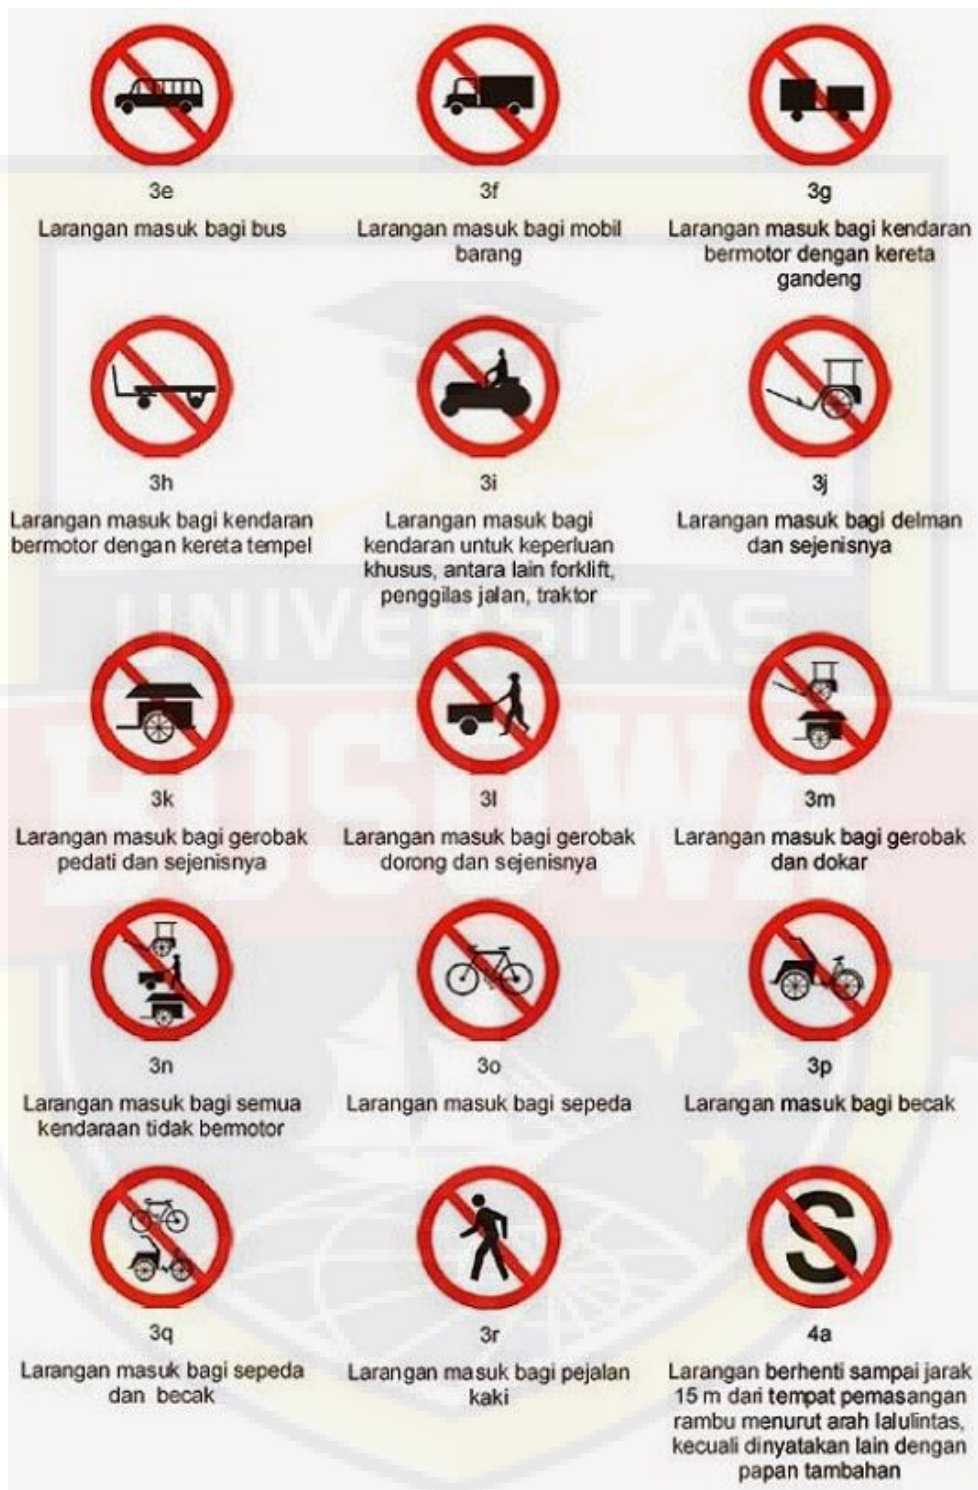 3e
Larangan masuk bagi bus
3f
Larangan masuk bagi mobil
barang
3g
Larangan masuk bagi kendaran
bermotor dengan kereta
gandeng
3h
Larangan masuk bagi kendaran
bermotor dengan kereta tempel
3i
Larangan masuk bagi
kendaran untuk keperluan
khusus, antara lain forklift,
penggilas jalan, traktor
3j
Larangan masuk bagi delman
dan sejenisnya
UNIVERSITAS
BOSOWA
3k
Larangan masuk bagi gerobak
pedati dan sejenisnya
3l
Larangan masuk bagi gerobak
dorong dan sejenisnya
3m
Larangan masuk bagi gerobak
dan dokar
3n
Larangan masuk bagi semua
kendaraan tidak bermotor
3o
Larangan masuk bagi sepeda
3p
Larangan masuk bagi becak
3q
Larangan masuk bagi sepeda
dan becak
3r
Larangan masuk bagi pejalan
kaki
S
4a
Larangan berhenti sampai jarak
15 m dari tempat pemasangan
rambu menurut arah lalulintas,
kecuali dinyatakan lain dengan
papan tambahan